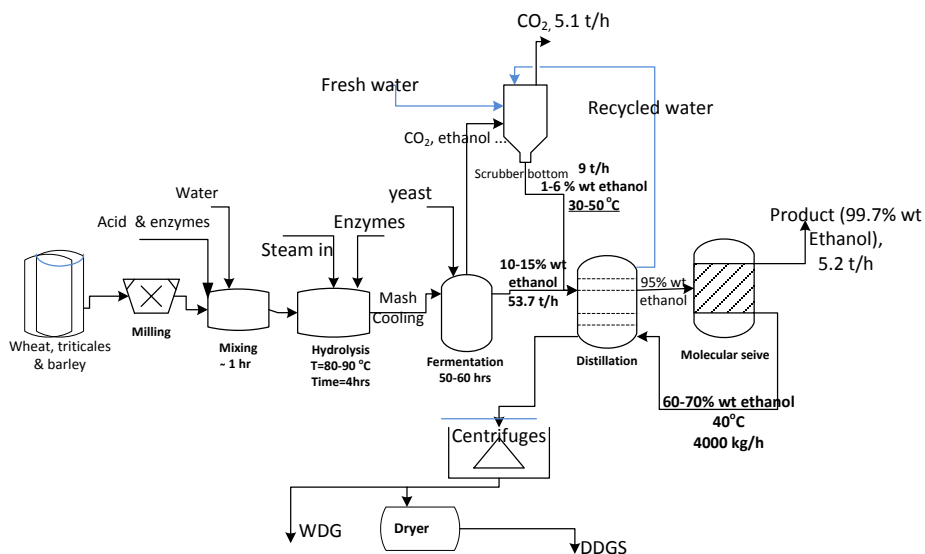 CO2, 5.1 t/h
Fresh water
Recycled water
CO2, ethanol ...
Scrubber bottom
9 t/h
1-6 % wt ethanol
30-50 °C
Water
Acid & enzymes
yeast
Enzymes
Steam in
Product (99.7% wt
Ethanol),
5.2 t/h
10-15% wt
ethanol
53.7 t/h
95% wt
ethanol
Mash
Cooling
Wheat, triticales
& barley
Milling
Mixing
~ 1 hr
Hydrolysis
T=80-90 °C
Time=4hrs
Fermentation
50-60 hrs
Distillation
Molecular seive
60-70% wt ethanol
40°C
4000 kg/h
Centrifuges
WDG
Dryer
DDGS